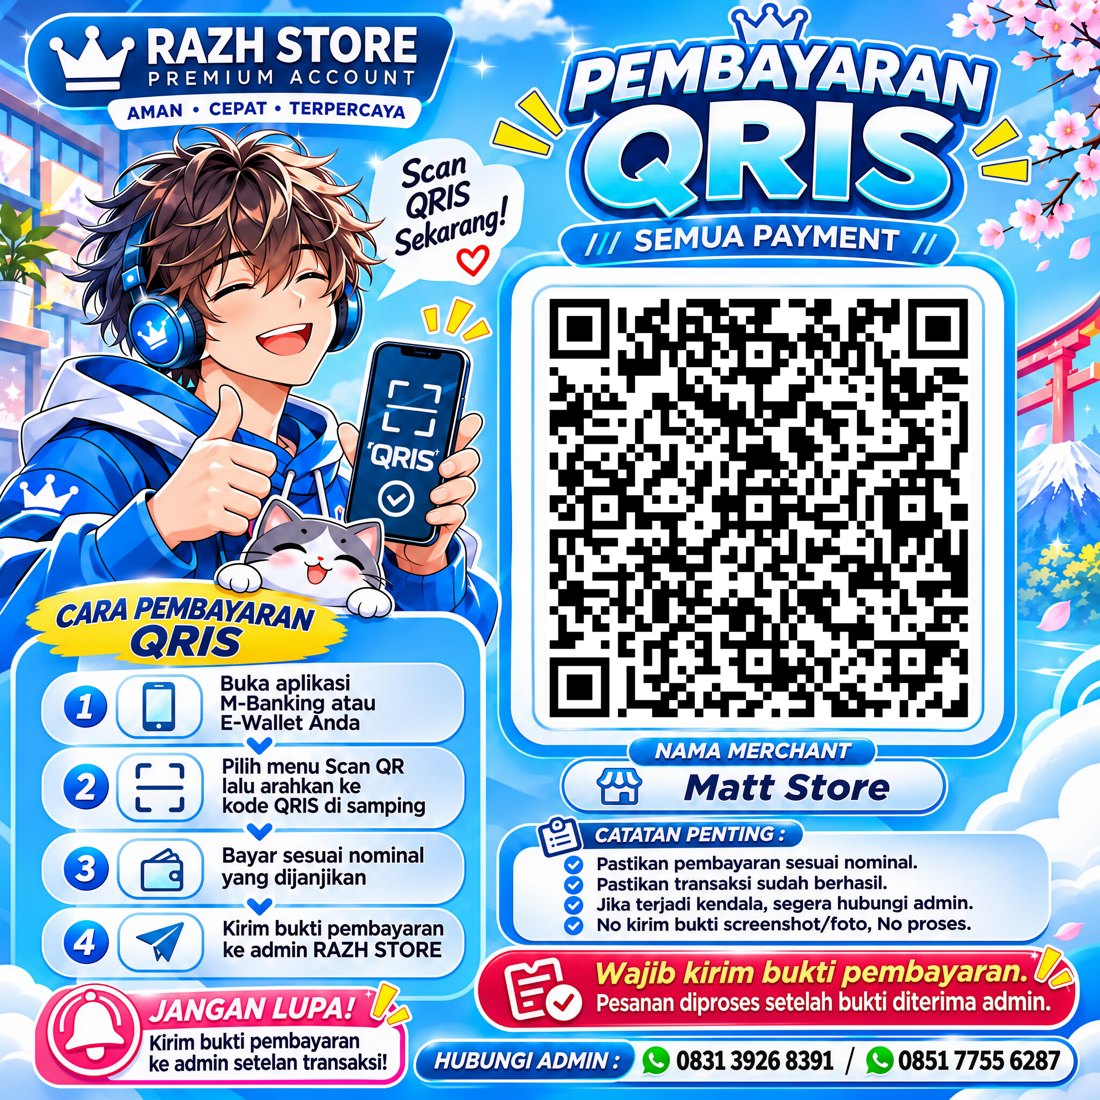 RAZH STORE
PREMIUM ACCOUNT
AMAN • CEPAT • TERPERCAYA
Scan
QRIS
Sekarang!
PEMBAYARAN
QRIS
/// SEMUA PAYMENT //
QRIS
CARA PEMBAYARAN
QRIS
1
Buka aplikasi
M-Banking atau
E-Wallet Anda
2
Pilih menu Scan QR
lalu arahkan ke
kode QRIS di samping
3
Bayar sesuai nominal
yang dijanjikan
4
Kirim bukti pembayaran
ke admin RAZH STORE
JANGAN LUPA!
Kirim bukti pembayaran
ke admin setelan transaksi!
NAMA MERCHANT
Matt Store
CATATAN PENTING :
Pastikan pembayaran sesuai nominal.
Pastikan transaksi sudah berhasil.
Jika terjadi kendala, segera hubungi admin.
No kirim bukti screenshot/foto, No proses.
Wajib kirim bukti pembayaran.
Pesanan diproses setelah bukti diterima admin.
HUBUNGI ADMIN : 0831 3926 8391 / 0851 7755 6287